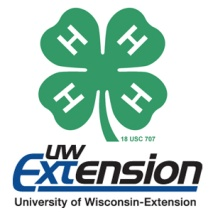 H H
H H
18 USC 707
UW
Extension
University of Wisconsin-Extension